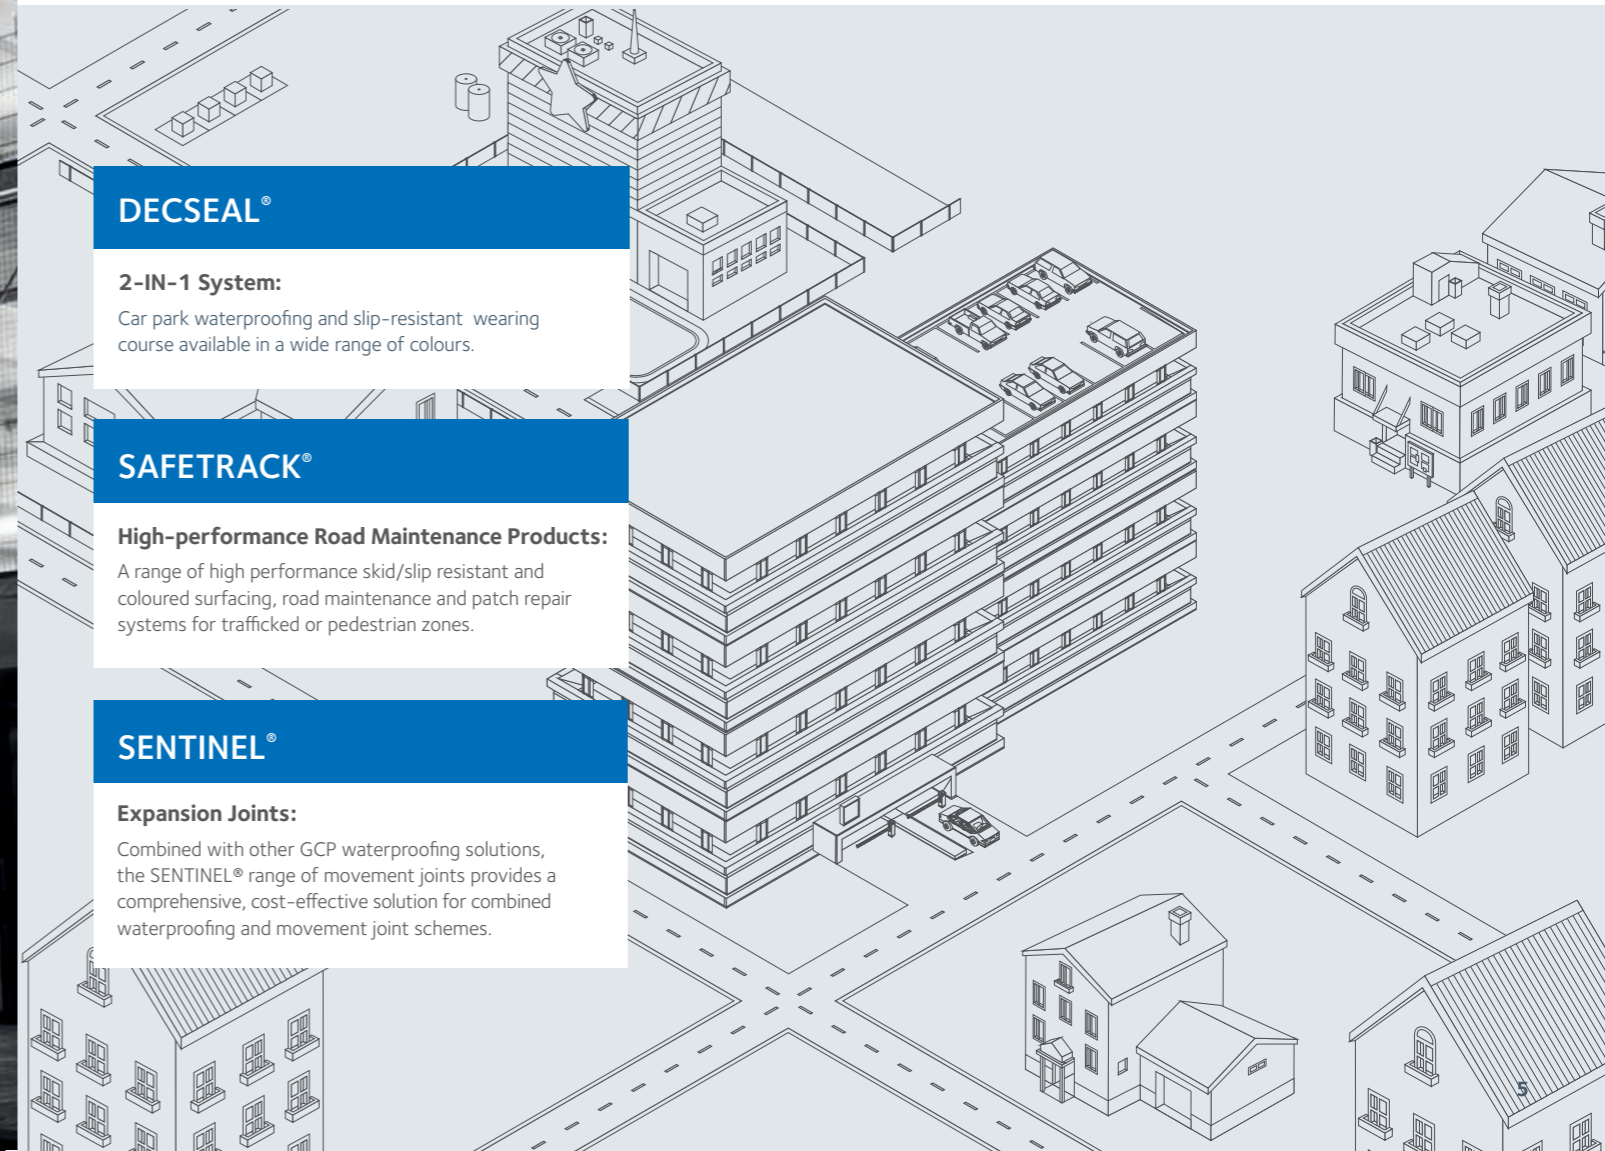 DECSEAL®
2-IN-1 System:
Car park waterproofing and slip-resistant wearing
course available in a wide range of colours.
SAFETRACK®
High-performance Road Maintenance Products:
A range of high performance skid/slip resistant and
coloured surfacing, road maintenance and patch repair
systems for trafficked or pedestrian zones.
SENTINEL®
Expansion Joints:
Combined with other GCP waterproofing solutions,
the SENTINEL® range of movement joints provides a
comprehensive, cost-effective solution for combined
waterproofing and movement joint schemes.
5